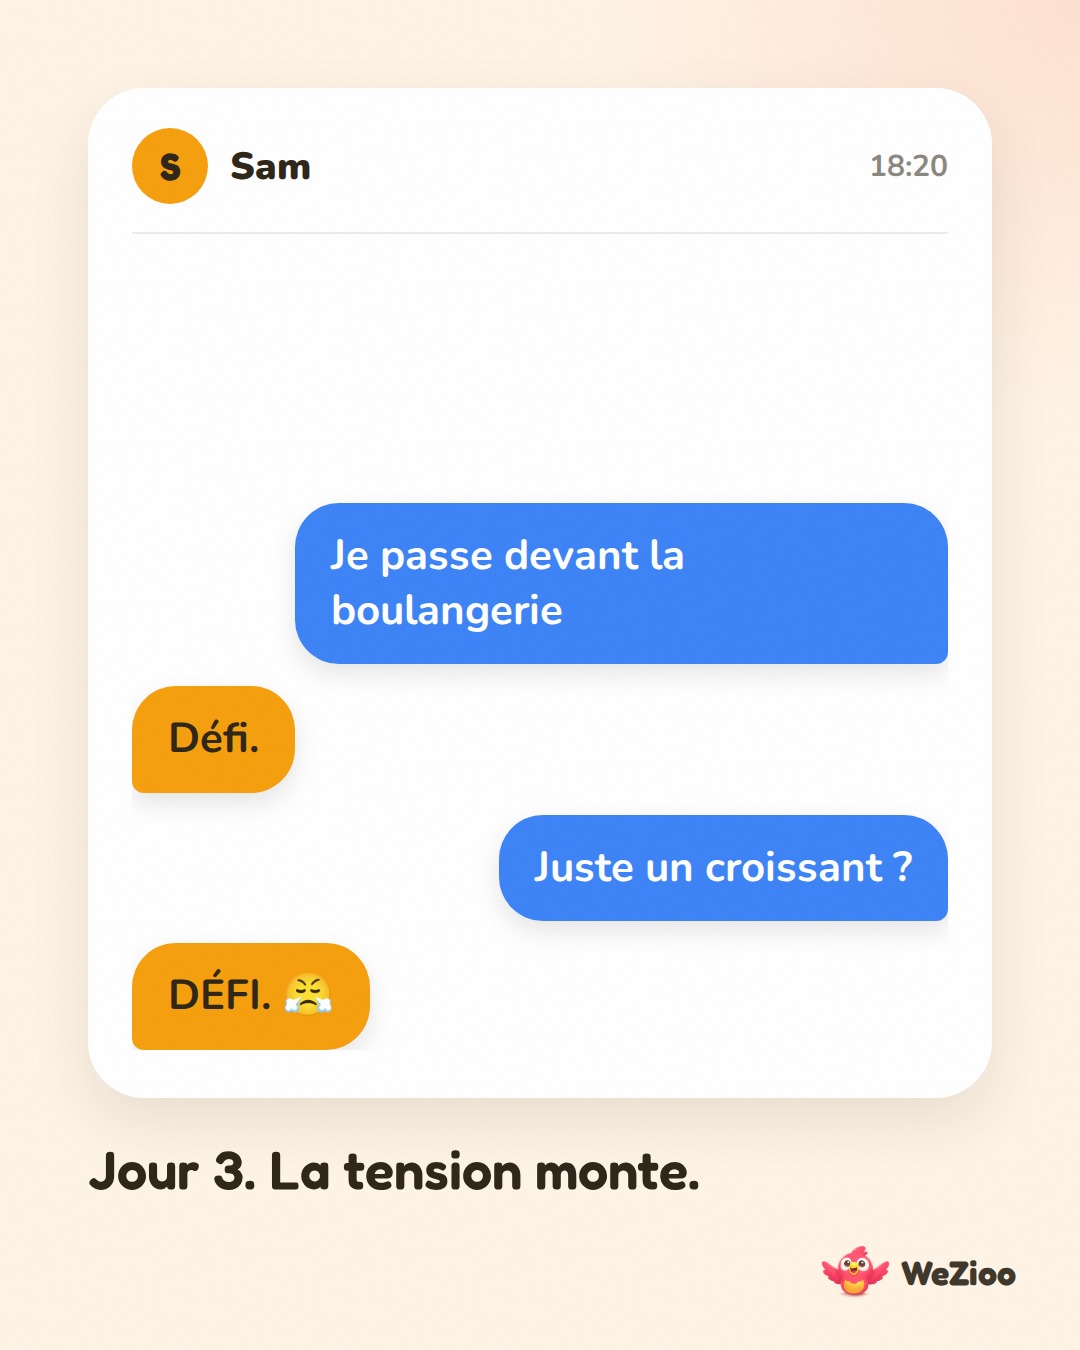 S
Sam
18:20
Je passe devant la
boulangerie
Défi.
Juste un croissant ?
DÉFI. 😤
Jour 3. La tension monte.
WeZioo